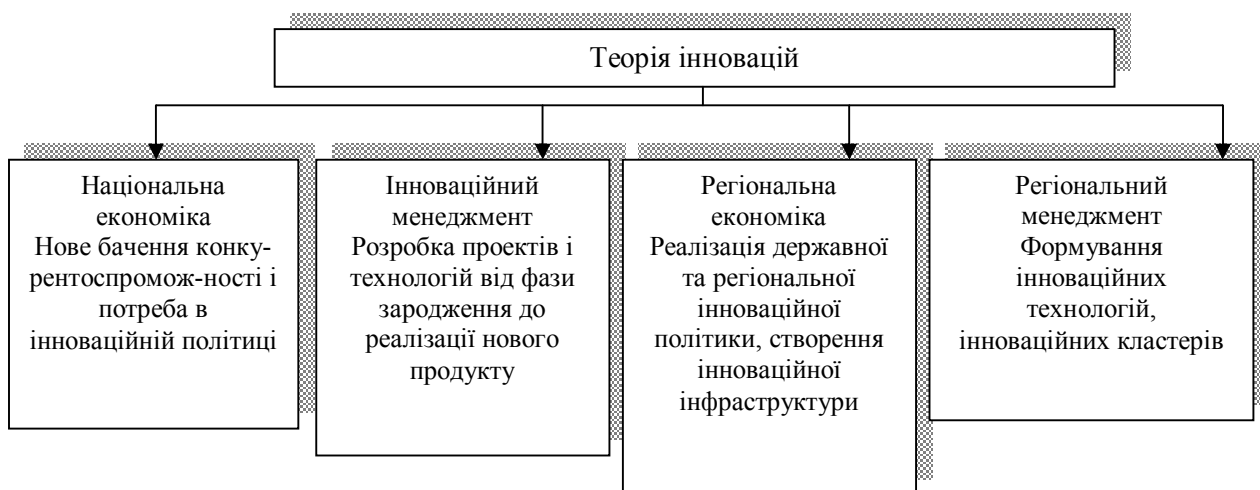 Теорія інновацій
Національна
економіка
Нове бачення конку-
рентоспромож-ності і
потреба в
інноваційній політиці
Інноваційний
менеджмент
Розробка проектів і
технологій від фази
зародження до
реалізації нового
продукту
Регіональна
економіка
Реалізація державної
та регіональної
інноваційної
політики, створення
інноваційної
інфраструктури
Регіональний
менеджмент
Формування
інноваційних
технологій,
інноваційних кластерів